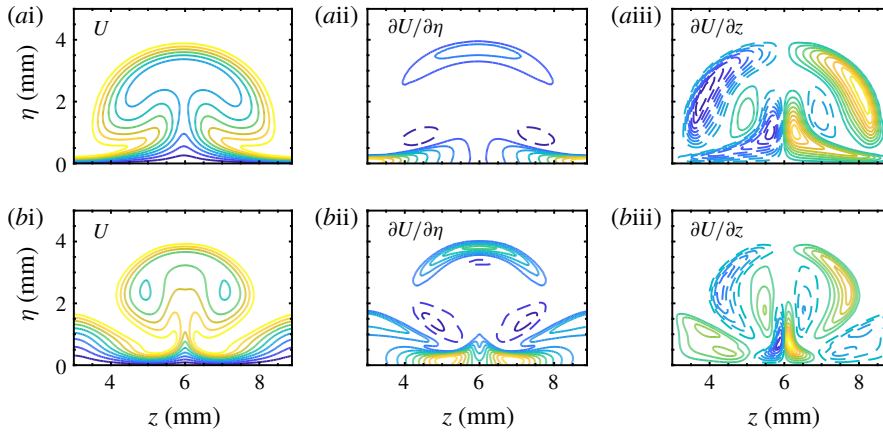 (ai) U (aii) ∂U/∂η (aiii) ∂U/∂z
4
η (mm) 2
0
(bi) U (bii) ∂U/∂η (biii) ∂U/∂z
4
η (mm) 2
0
4 6 8 4 6 8 4 6 8
z (mm) z (mm) z (mm)